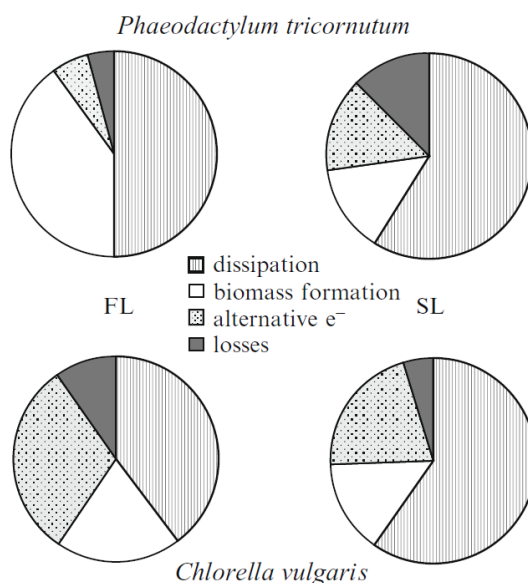 Phaeodactylum tricornutum
dissipation
biomass formation
FL
SL
alternative e⁻
losses
Chlorella vulgaris